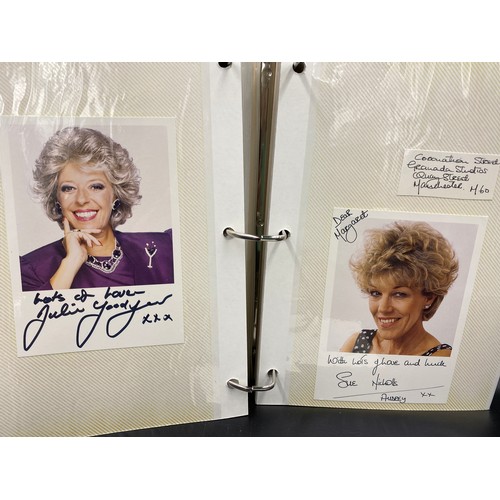 Lots of Love
Julie Goodyear
xxx
Coronation Street
Granada Studios
Quay Street
Manchester M60
Dear
Margaret
With lots of love and luck
Sue Nicholls
Audrey xx